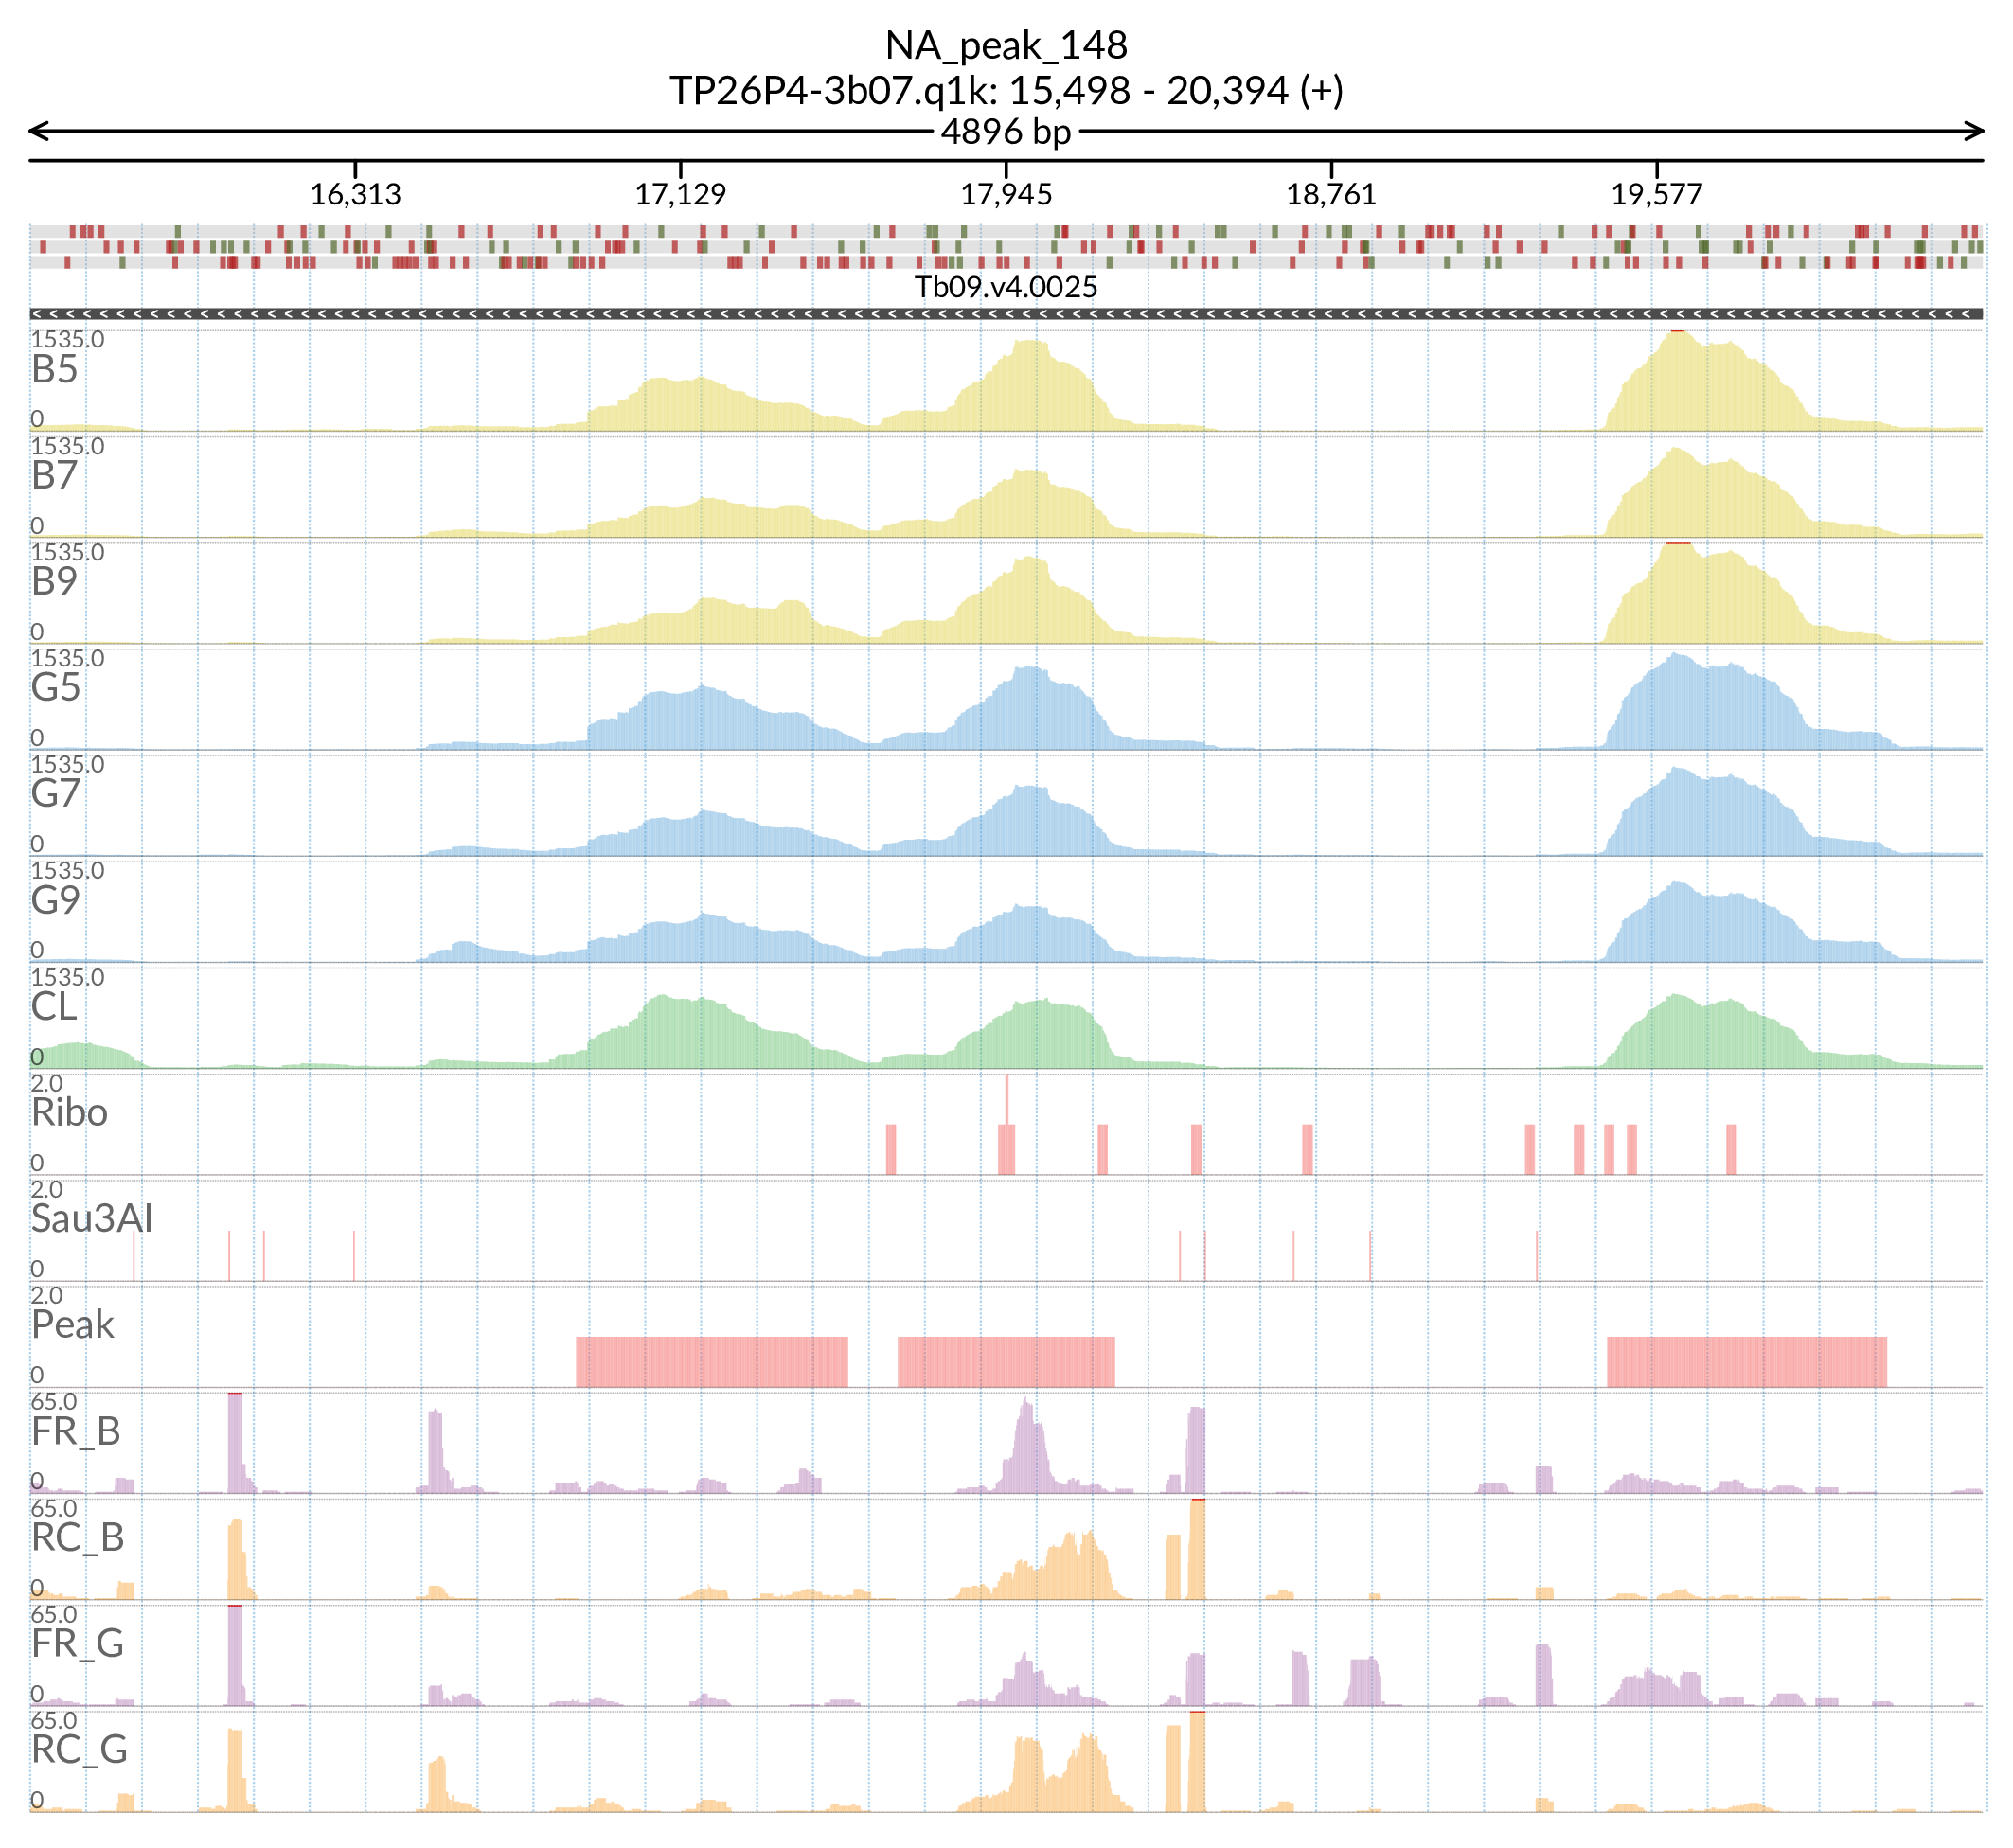 NA_peak_148
TP26P4-3b07.q1k: 15,498 - 20,394 (+)
4896 bp
16,313 17,129 17,945 18,761 19,577
Tb09.v4.0025
1535.0
B5
0
1535.0
B7
0
1535.0
B9
0
1535.0
G5
0
1535.0
G7
0
1535.0
G9
0
1535.0
CL
0
2.0
Ribo
0
2.0
Sau3AI
0
2.0
Peak
0
65.0
FR_B
0
65.0
RC_B
0
65.0
FR_G
0
65.0
RC_G
0